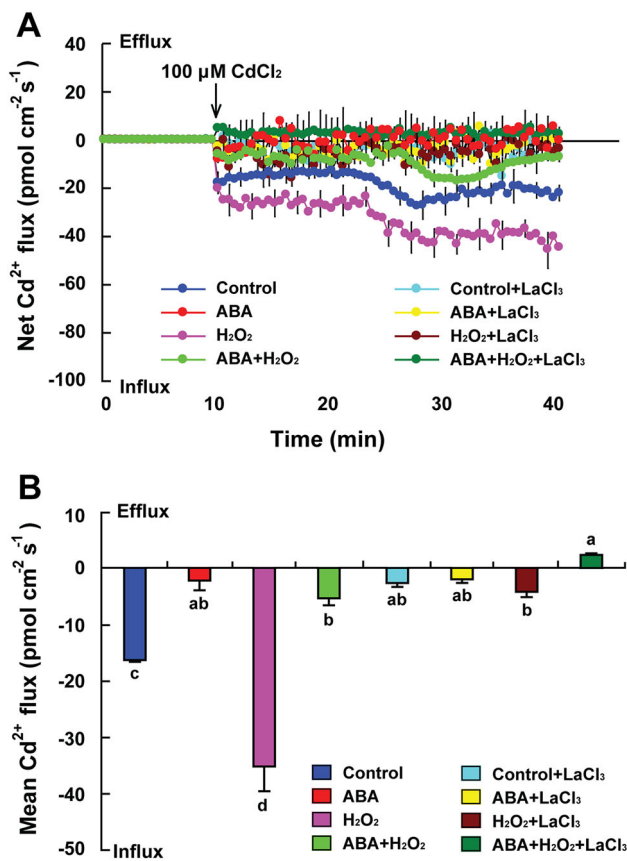 A
Efflux
100 µM CdCl₂
40
20
0
-20
-40
-60
-80
-100
Net Cd²⁺ flux (pmol cm⁻² s⁻¹)
Control
ABA
H₂O₂
ABA+H₂O₂
Control+LaCl₃
ABA+LaCl₃
H₂O₂+LaCl₃
ABA+H₂O₂+LaCl₃
Influx
0 10 20 30 40
Time (min)
B
Efflux
10
0
-10
-20
-30
-40
-50
Mean Cd²⁺ flux (pmol cm⁻² s⁻¹)
c ab d b ab ab b a
Control
ABA
H₂O₂
ABA+H₂O₂
Control+LaCl₃
ABA+LaCl₃
H₂O₂+LaCl₃
ABA+H₂O₂+LaCl₃
Influx